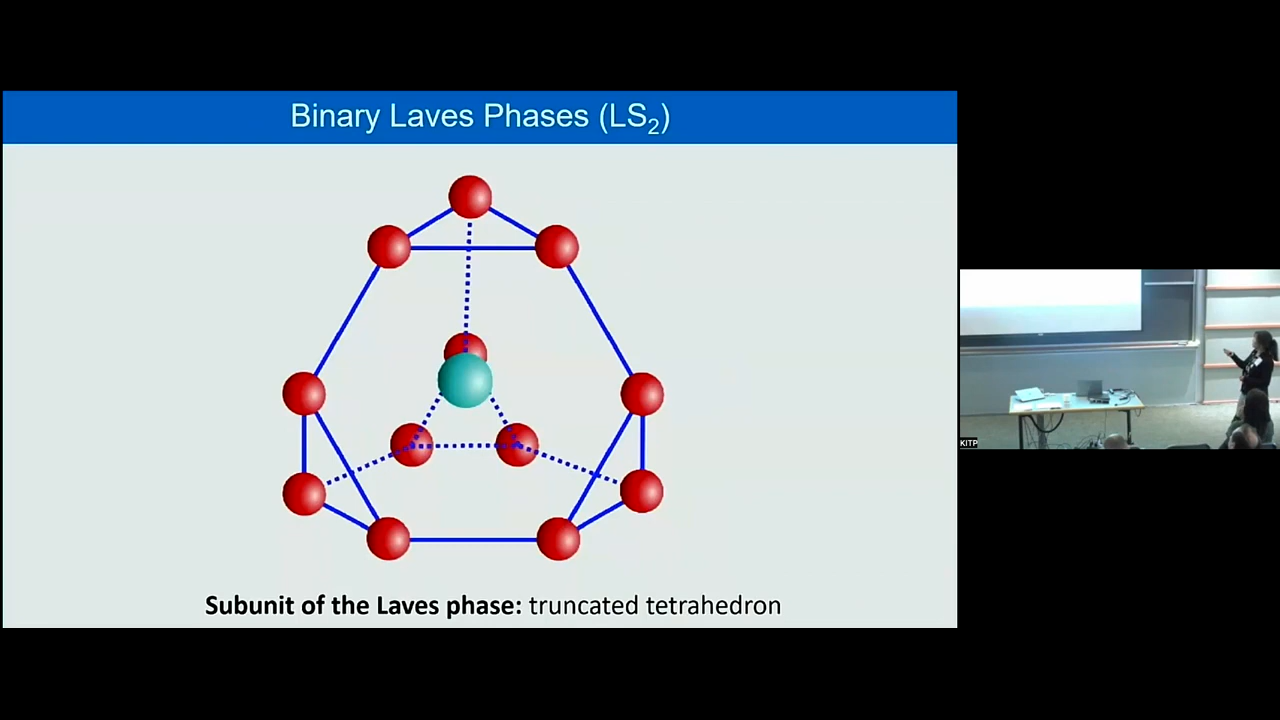 Binary Laves Phases (LS₂)
Subunit of the Laves phase: truncated tetrahedron
KITP